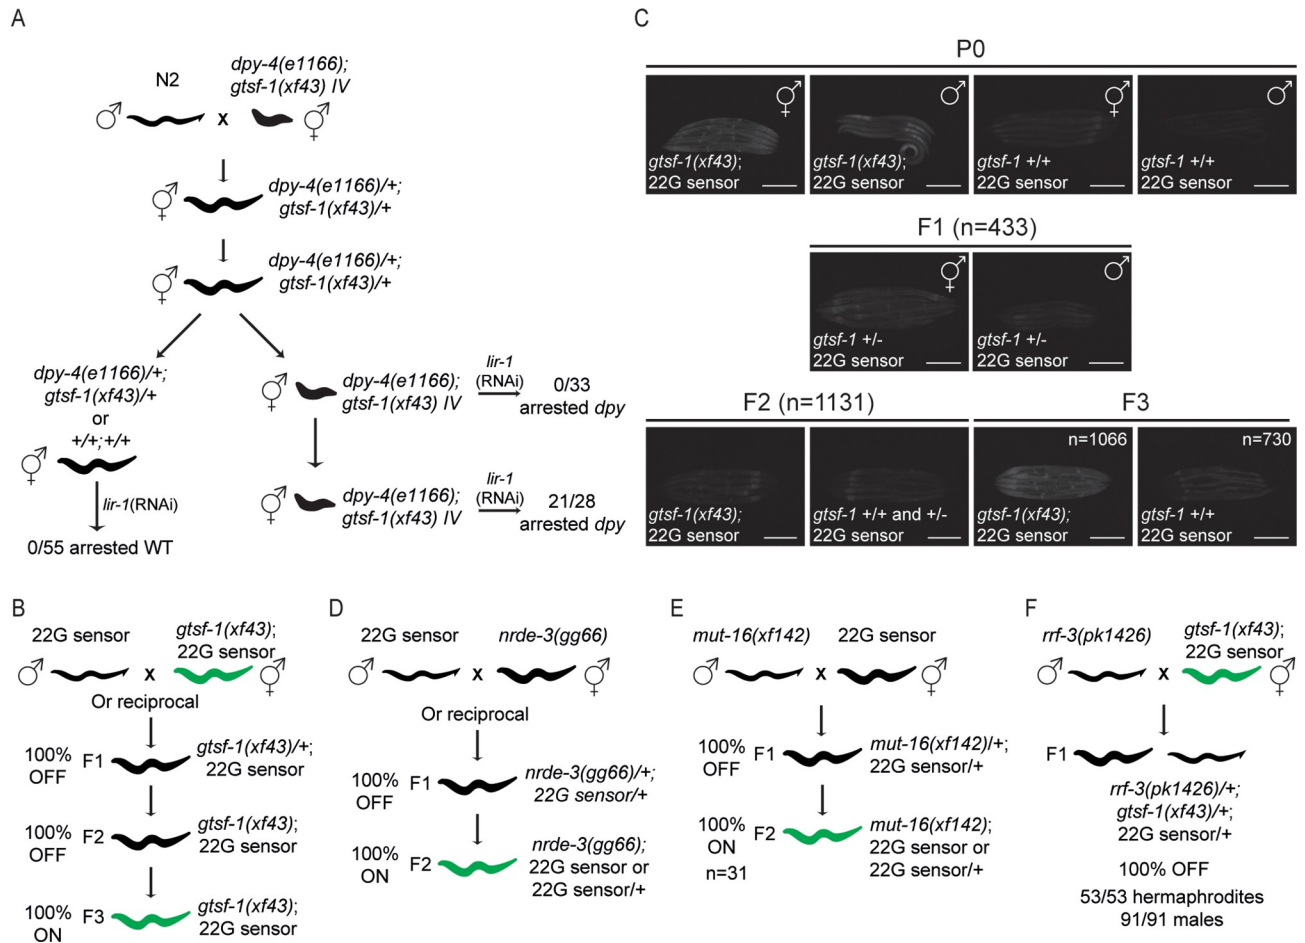 A
N2
dpy-4(e1166);
gtsf-1(xf43) IV
X
dpy-4(e1166)/+;
gtsf-1(xf43)/+
dpy-4(e1166)/+;
gtsf-1(xf43)/+
dpy-4(e1166)/+;
gtsf-1(xf43)/+
or
+/+;+/+
lir-1(RNAi)
0/55 arrested WT
dpy-4(e1166);
gtsf-1(xf43) IV
lir-1
(RNAi)
0/33
arrested dpy
dpy-4(e1166);
gtsf-1(xf43) IV
lir-1
(RNAi)
21/28
arrested dpy
C
P0
gtsf-1(xf43);
22G sensor
gtsf-1(xf43);
22G sensor
gtsf-1 +/+
22G sensor
gtsf-1 +/+
22G sensor
F1 (n=433)
gtsf-1 +/-
22G sensor
gtsf-1 +/-
22G sensor
F2 (n=1131)
gtsf-1(xf43);
22G sensor
gtsf-1 +/+ and +/-
22G sensor
F3
n=1066
gtsf-1(xf43);
22G sensor
n=730
gtsf-1 +/+
22G sensor
B
22G sensor
X
gtsf-1(xf43);
22G sensor
Or reciprocal
100%
OFF
F1
gtsf-1(xf43)/+;
22G sensor
100%
OFF
F2
gtsf-1(xf43);
22G sensor
100%
ON
F3
gtsf-1(xf43);
22G sensor
D
22G sensor
X
nrde-3(gg66)
Or reciprocal
100%
OFF
F1
nrde-3(gg66)/+;
22G sensor/+
100%
ON
F2
nrde-3(gg66);
22G sensor or
22G sensor/+
E
mut-16(xf142)
X
22G sensor
100%
OFF
F1
mut-16(xf142)/+;
22G sensor/+
100%
ON
n=31
F2
mut-16(xf142);
22G sensor or
22G sensor/+
F
rrf-3(pk1426)
X
gtsf-1(xf43);
22G sensor
F1
rrf-3(pk1426)/+;
gtsf-1(xf43)/+;
22G sensor/+
100% OFF
53/53 hermaphrodites
91/91 males